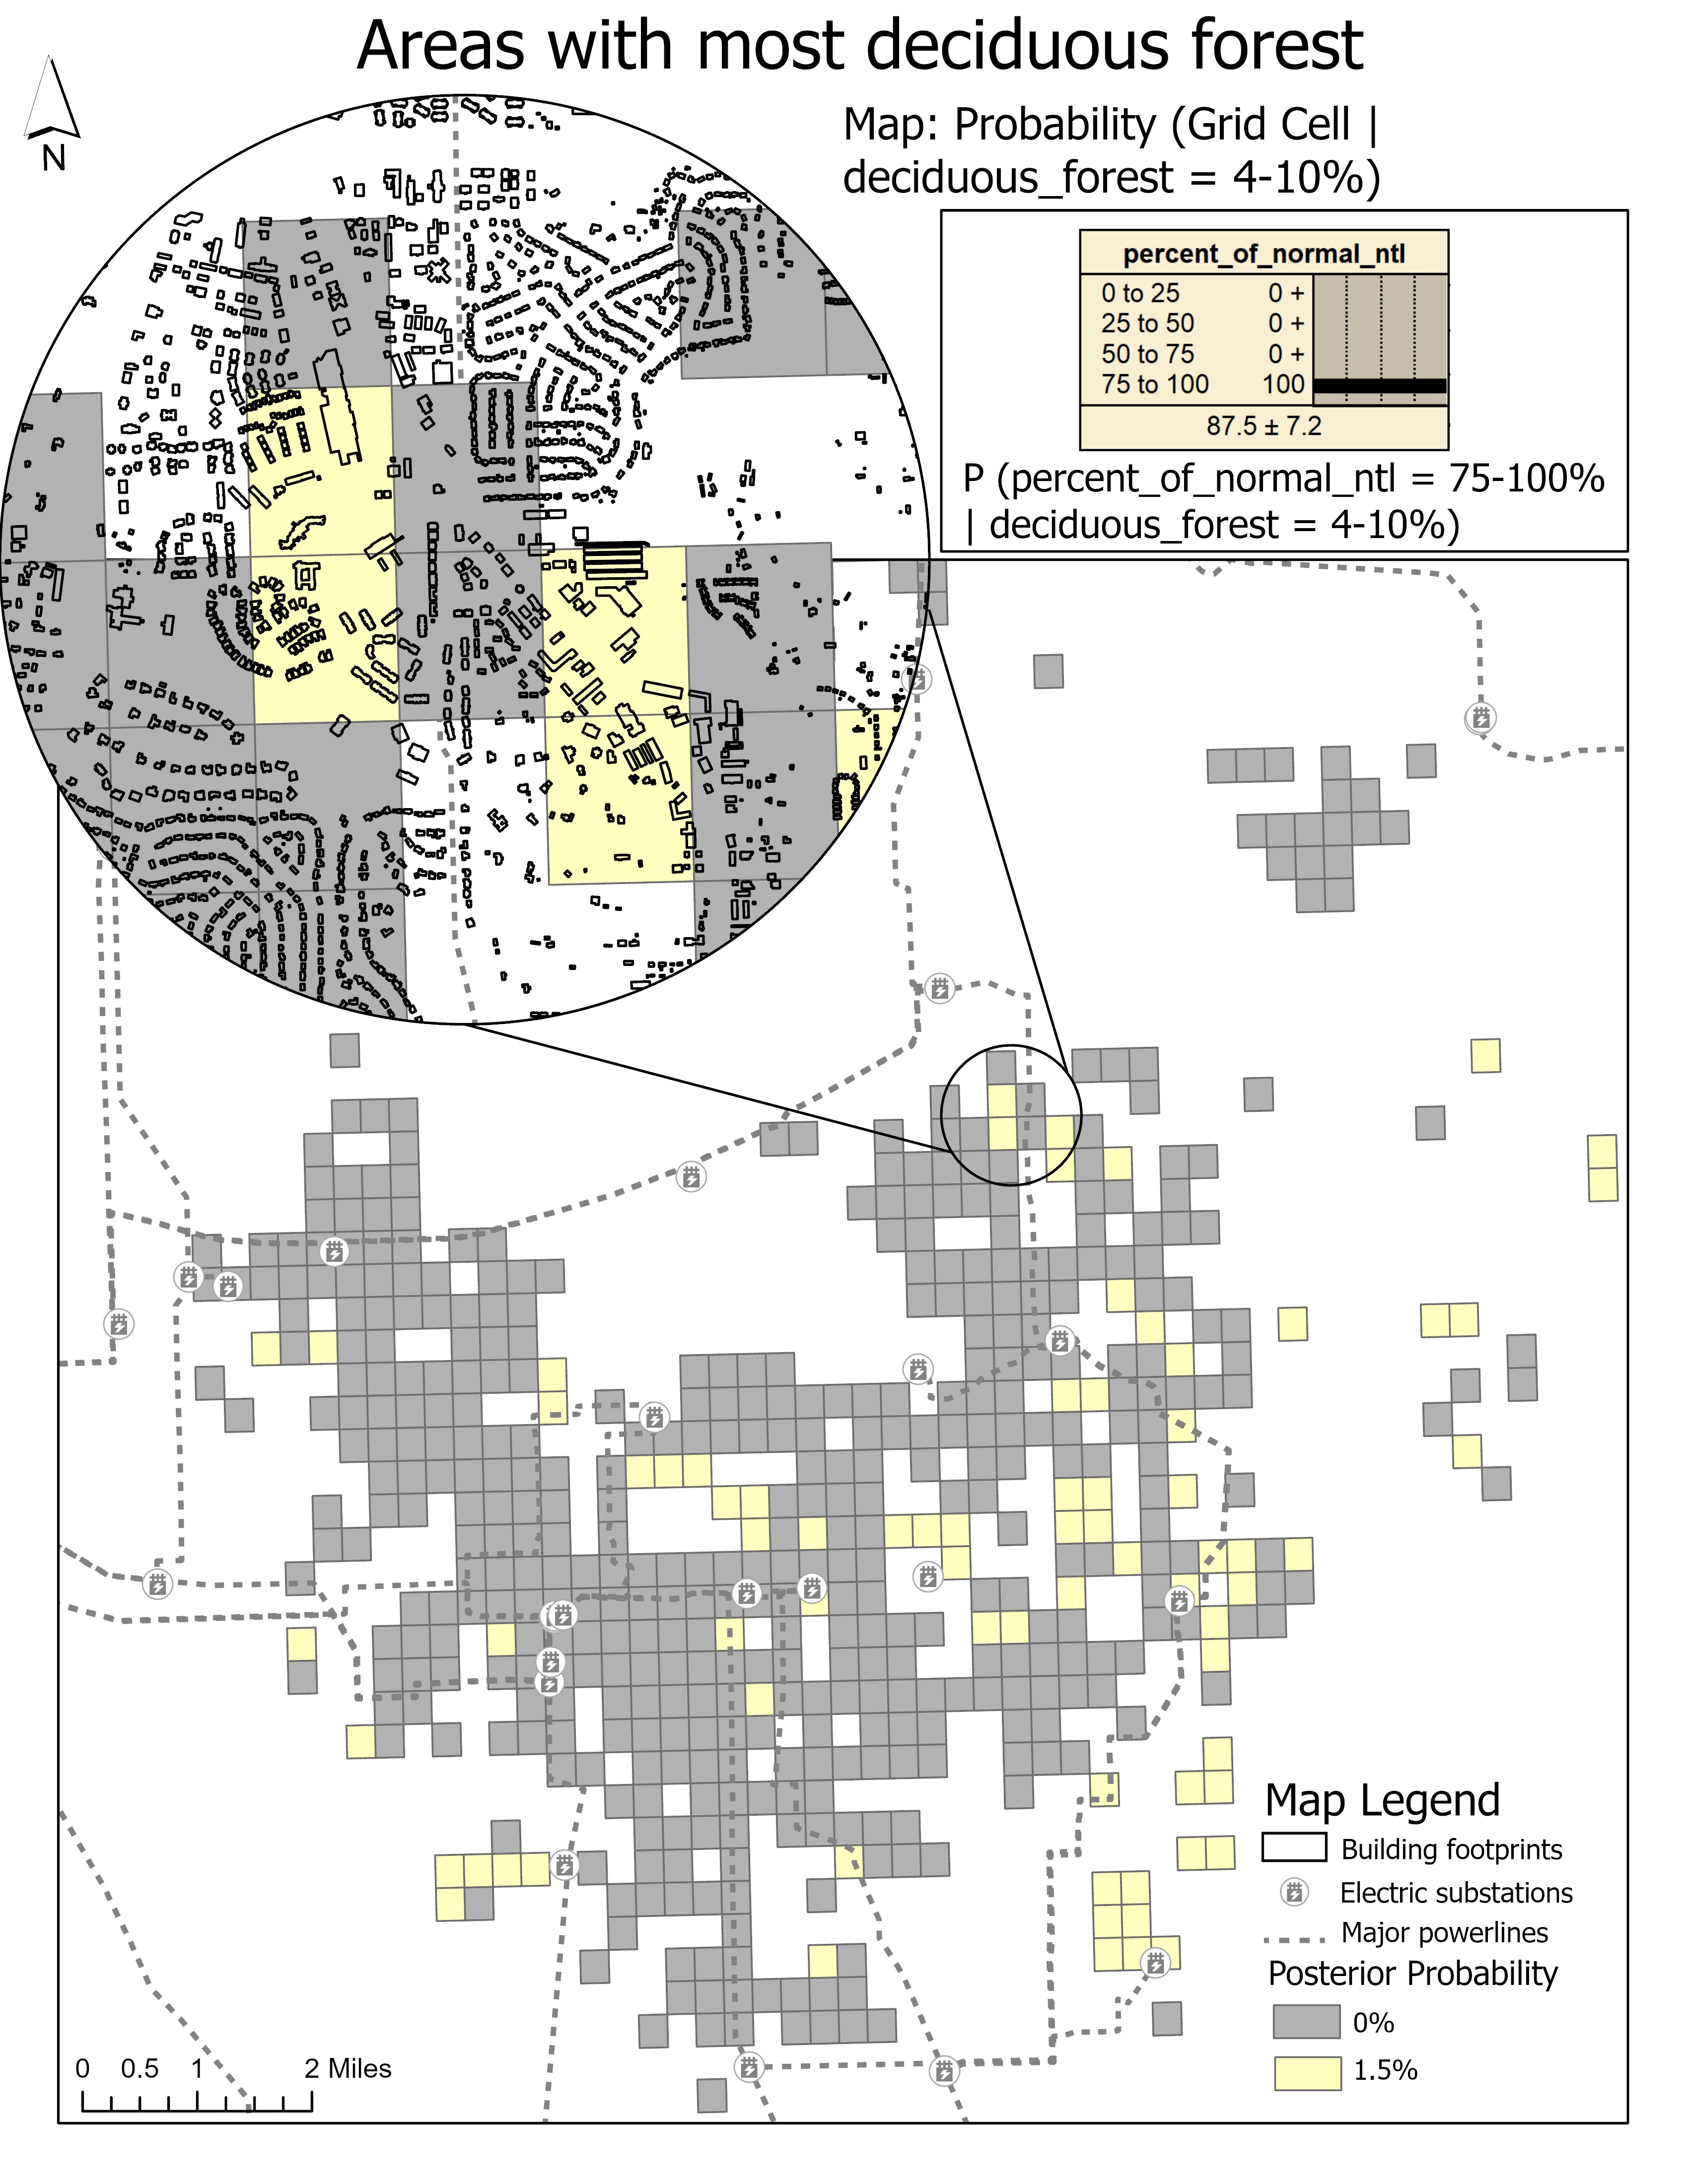 Areas with most deciduous forest
N
Map: Probability (Grid Cell |
deciduous_forest = 4-10%)
percent_of_normal_ntl
0 to 25 0 +
25 to 50 0 +
50 to 75 0 +
75 to 100 100
87.5 ± 7.2
P (percent_of_normal_ntl = 75-100%
| deciduous_forest = 4-10%)
Map Legend
Building footprints
Electric substations
Major powerlines
Posterior Probability
0%
1.5%
0 0.5 1 2 Miles